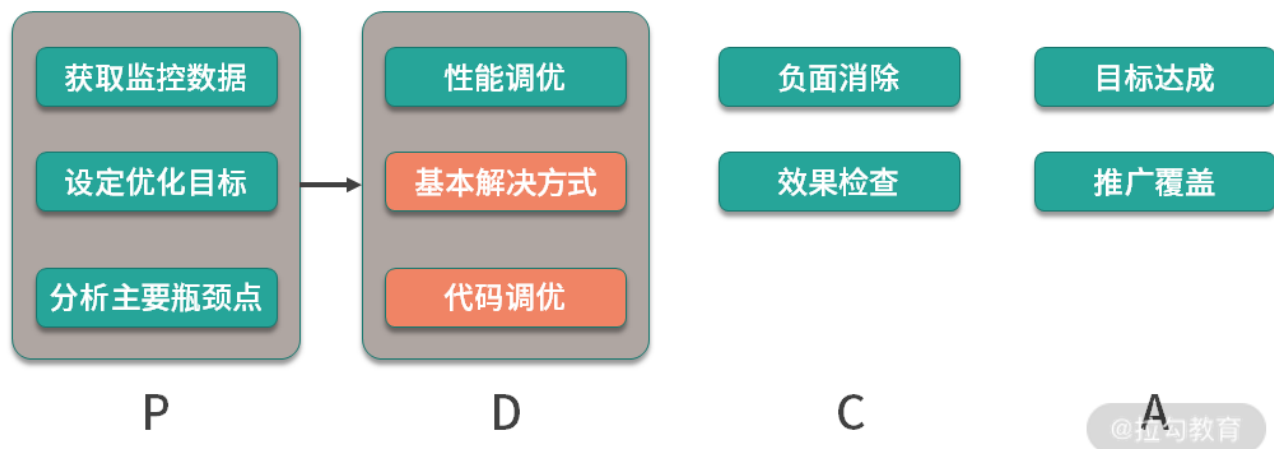 获取监控数据
设定优化目标
分析主要瓶颈点
P
性能调优
基本解决方式
代码调优
D
负面消除
效果检查
C
目标达成
推广覆盖
A
@拉勾教育